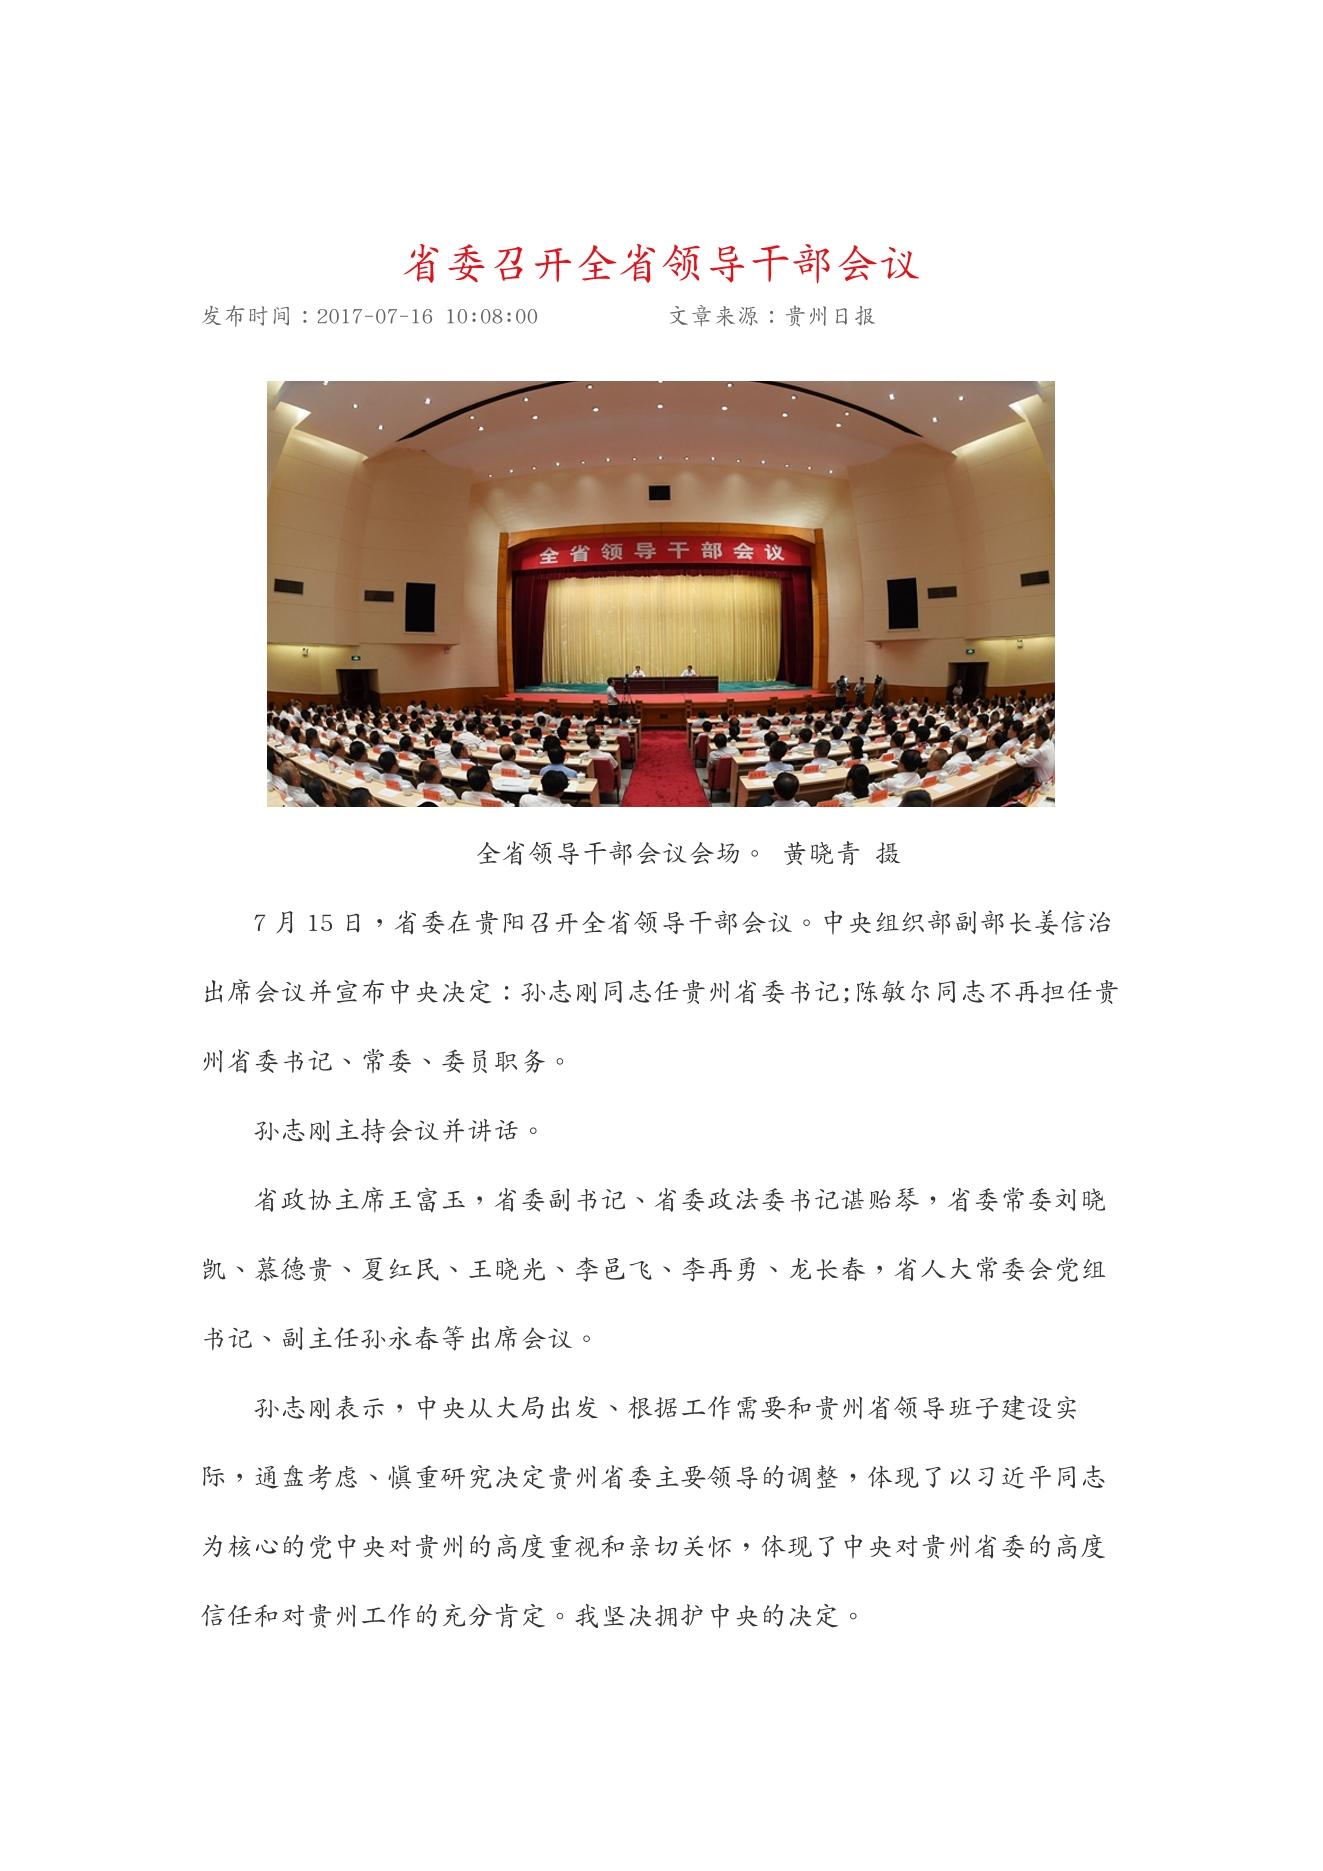 省委召开全省领导干部会议
发布时间：2017-07-16 10:08:00 文章来源：贵州日报
全省领导干部会议
全省领导干部会议会场。 黄晓青 摄
7 月 15 日，省委在贵阳召开全省领导干部会议。中央组织部副部长姜信治
出席会议并宣布中央决定：孙志刚同志任贵州省委书记;陈敏尔同志不再担任贵
州省委书记、常委、委员职务。
孙志刚主持会议并讲话。
省政协主席王富玉，省委副书记、省委政法委书记谌贻琴，省委常委刘晓
凯、慕德贵、夏红民、王晓光、李邑飞、李再勇、龙长春，省人大常委会党组
书记、副主任孙永春等出席会议。
孙志刚表示，中央从大局出发、根据工作需要和贵州省领导班子建设实
际，通盘考虑、慎重研究决定贵州省委主要领导的调整，体现了以习近平同志
为核心的党中央对贵州的高度重视和亲切关怀，体现了中央对贵州省委的高度
信任和对贵州工作的充分肯定。我坚决拥护中央的决定。